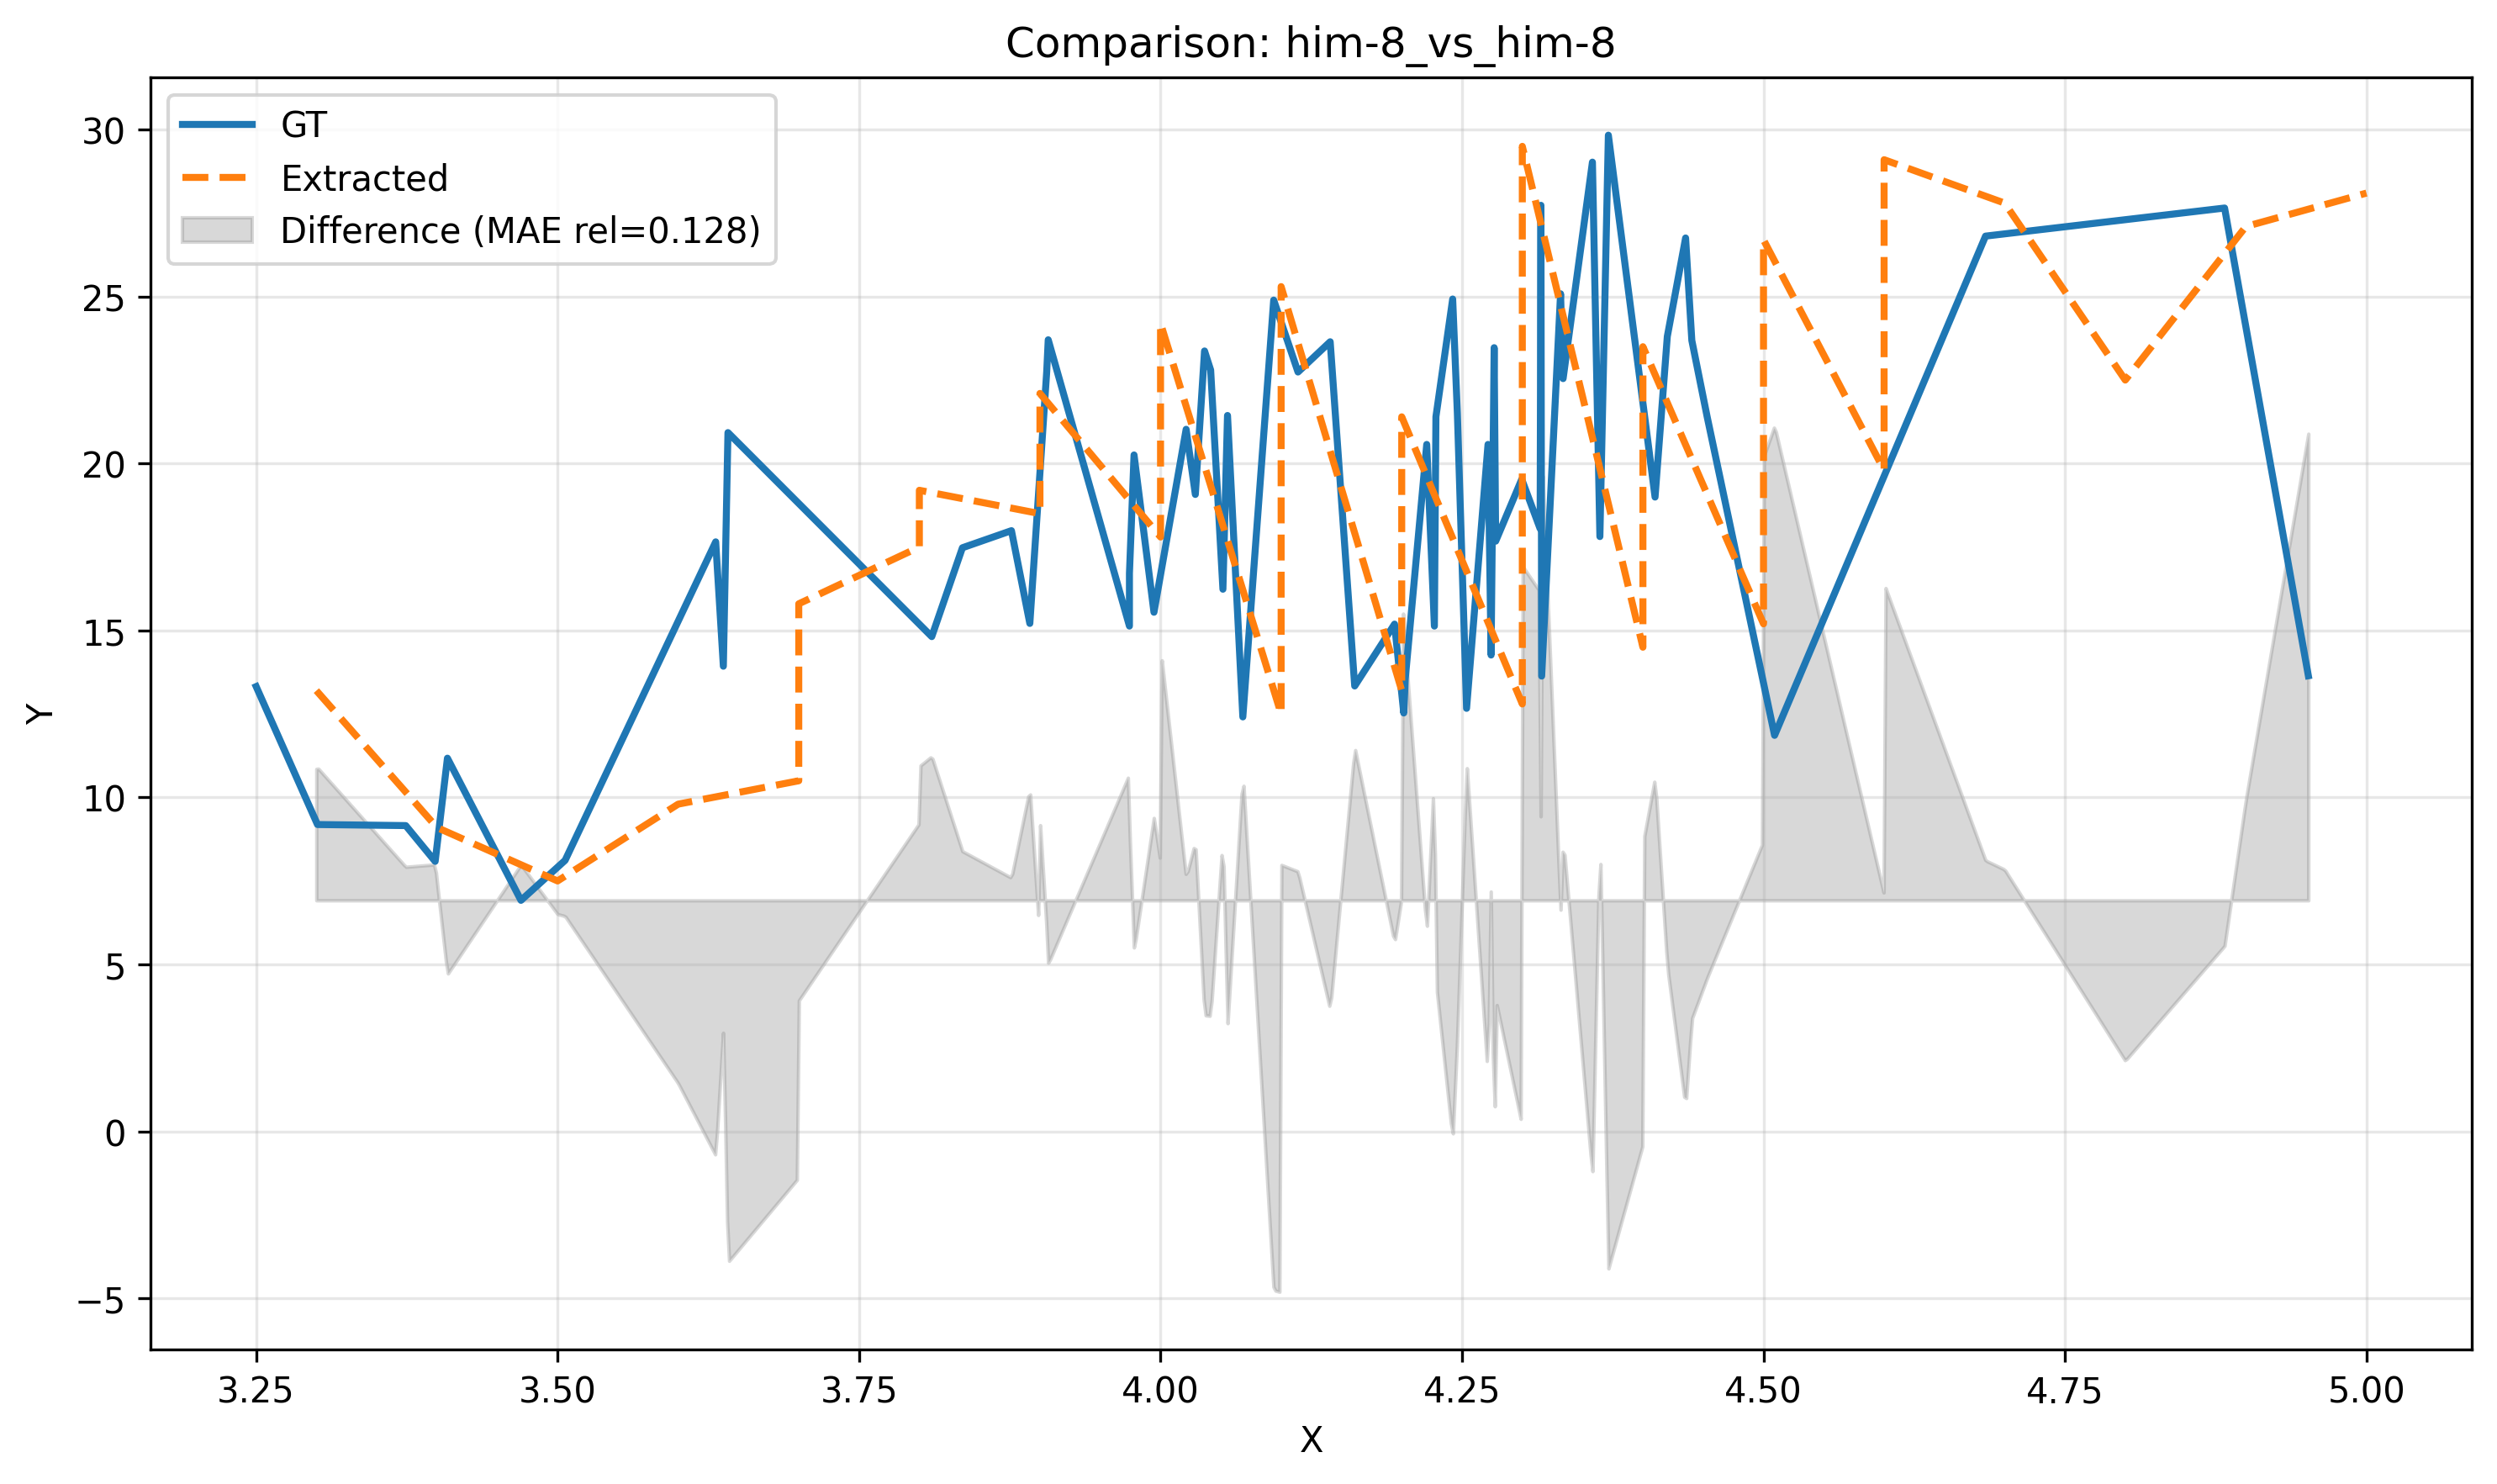 Comparison: him-8_vs_him-8
GT
Extracted
Difference (MAE rel=0.128)
30
25
20
15
10
5
0
−5
Y
3.25 3.50 3.75 4.00 4.25 4.50 4.75 5.00
X